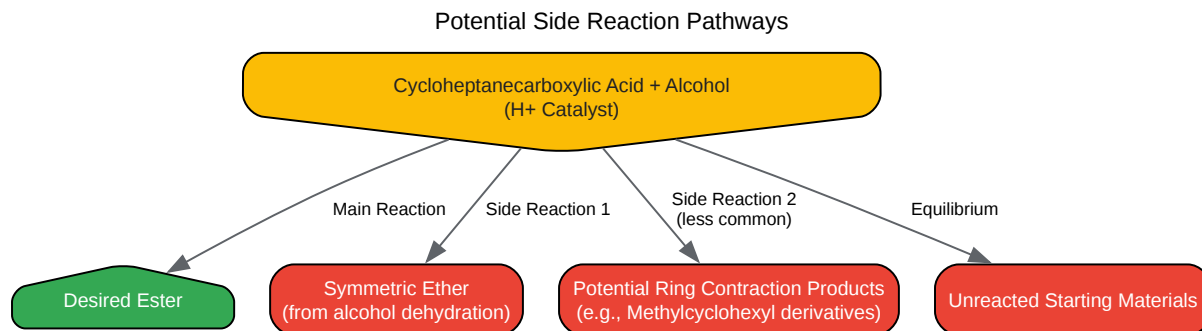 Potential Side Reaction Pathways
Cycloheptanecarboxylic Acid + Alcohol
(H+ Catalyst)
Main Reaction
Side Reaction 1
Side Reaction 2
(less common)
Equilibrium
Desired Ester
Symmetric Ether
(from alcohol dehydration)
Potential Ring Contraction Products
(e.g., Methylcyclohexyl derivatives)
Unreacted Starting Materials